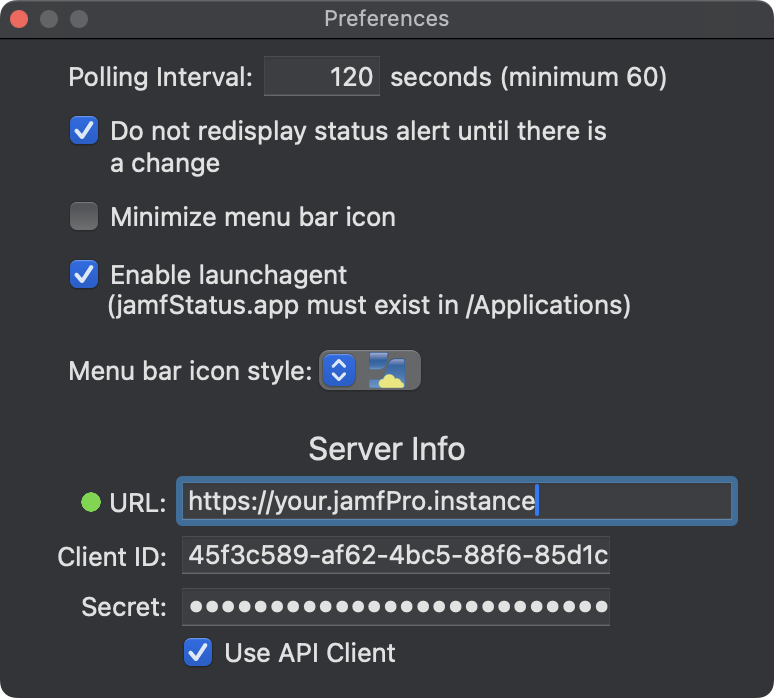 Preferences
Polling Interval: 120 seconds (minimum 60)
Do not redisplay status alert until there is
a change
Minimize menu bar icon
Enable launchagent
(jamfStatus.app must exist in /Applications)
Menu bar icon style:
Server Info
URL: https://your.jamfPro.instance
Client ID: 45f3c589-af62-4bc5-88f6-85d1c
Secret: ●●●●●●●●●●●●●●●●●●●●●●●●●●
Use API Client